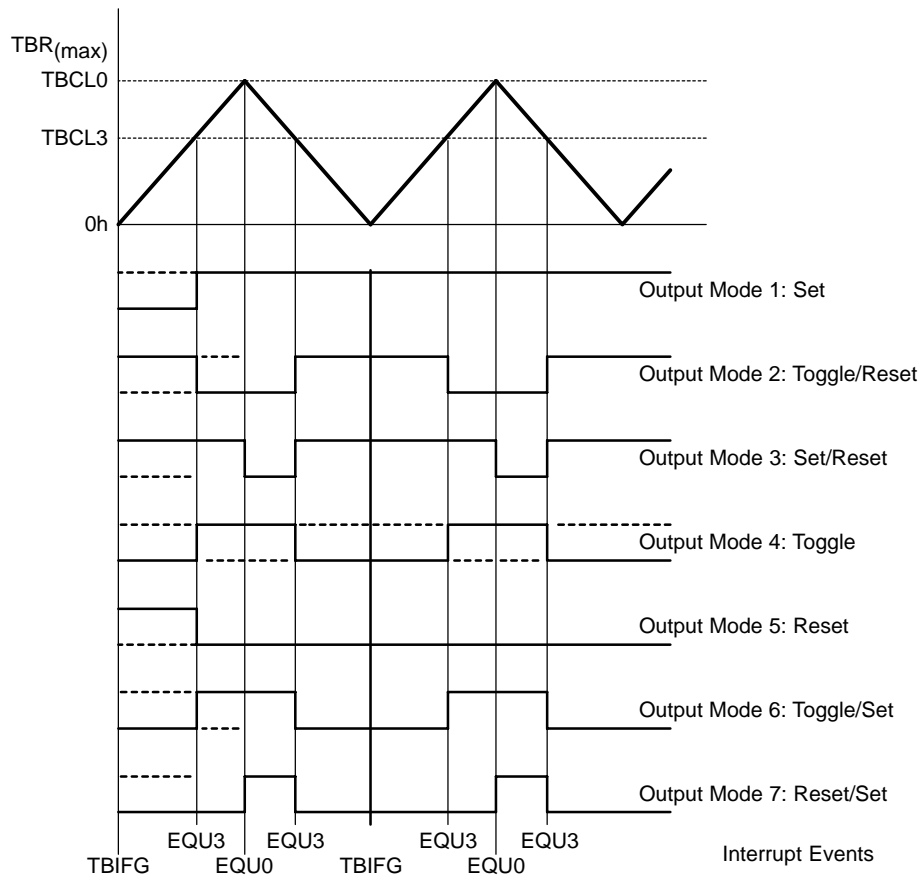 TBR(max)
TBCL0
TBCL3
0h
Output Mode 1: Set
Output Mode 2: Toggle/Reset
Output Mode 3: Set/Reset
Output Mode 4: Toggle
Output Mode 5: Reset
Output Mode 6: Toggle/Set
Output Mode 7: Reset/Set
EQU3 EQU3 EQU3 EQU3
TBIFG EQU0 TBIFG EQU0 Interrupt Events